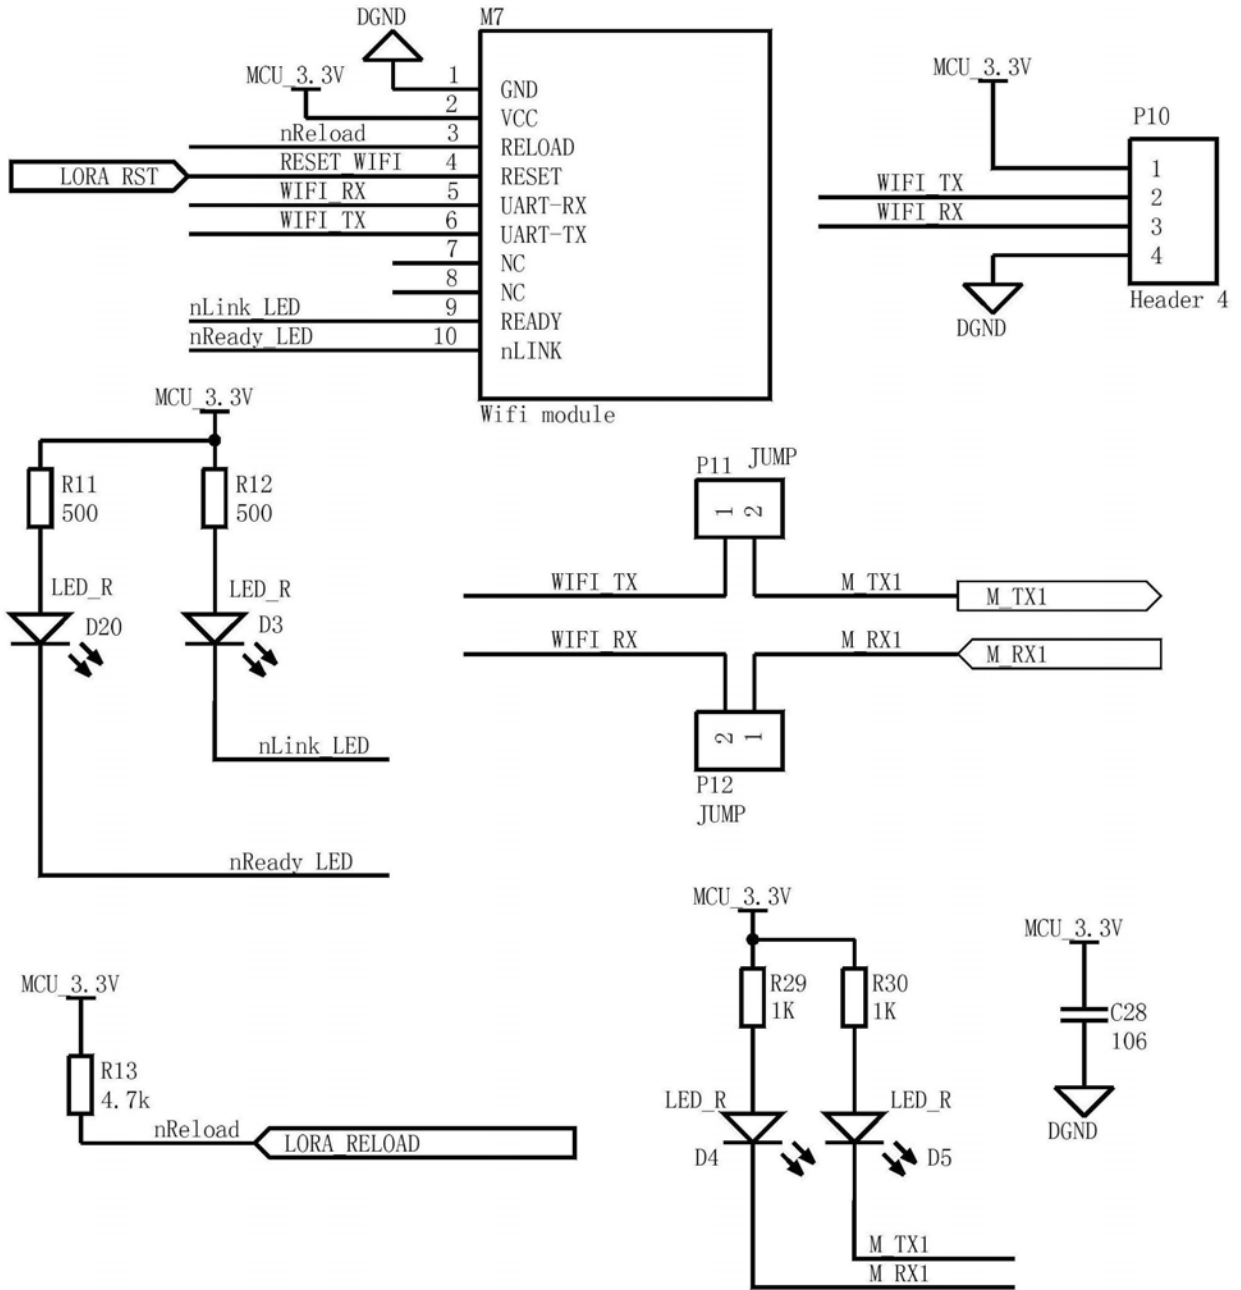 DGND
M7
MCU_3.3V
1
GND
2
VCC
nReload
3
RELOAD
LORA_RST
RESET_WIFI
4
RESET
WIFI_RX
5
UART-RX
WIFI_TX
6
UART-TX
7
NC
8
NC
nLink_LED
9
READY
nReady_LED
10
nLINK
Wifi module
MCU_3.3V
P10
1
WIFI_TX
2
WIFI_RX
3
4
Header 4
DGND
MCU_3.3V
R11
500
R12
500
LED_R
D20
LED_R
D3
nLink_LED
nReady_LED
P11
JUMP
1
2
WIFI_TX
M_TX1
M_TX1
WIFI_RX
M_RX1
M_RX1
2
1
P12
JUMP
MCU_3.3V
R13
4.7k
nReload
LORA_RELOAD
MCU_3.3V
R29
1K
R30
1K
LED_R
D4
LED_R
D5
M_TX1
M_RX1
MCU_3.3V
C28
106
DGND